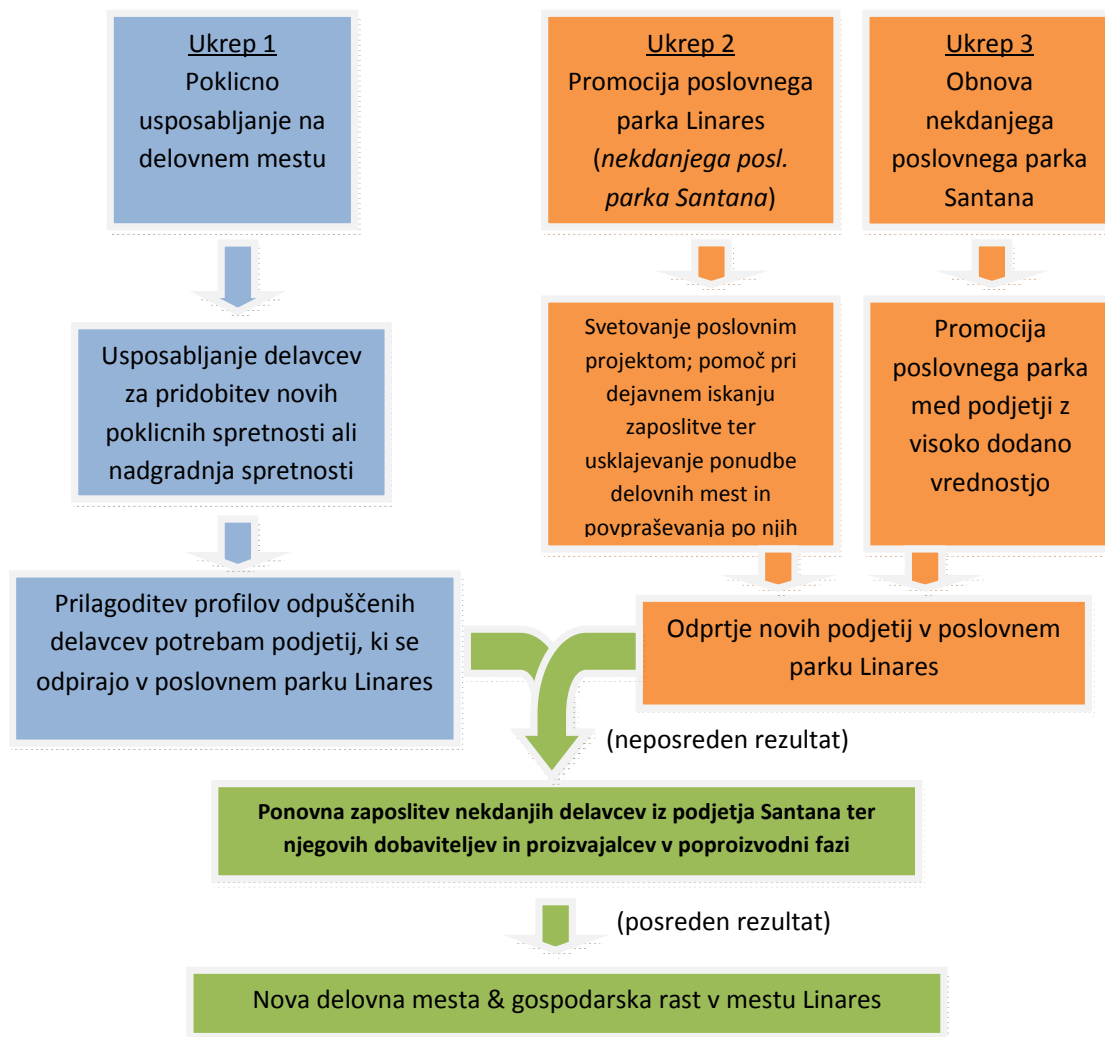 Ukrep 1
Poklicno
usposabljanje na
delovnem mestu
Ukrep 2
Promocija poslovnega
parka Linares
(nekdanjega posl.
parka Santana)
Ukrep 3
Obnova
nekdanjega
poslovnega parka
Santana
Usposabljanje delavcev
za pridobitev novih
poklicnih spretnosti ali
nadgradnja spretnosti
Svetovanje poslovnim
projektom; pomoč pri
dejavnem iskanju
zaposlitve ter
usklajevanje ponudbe
delovnih mest in
povpraševanja po njih
Promocija
poslovnega parka
med podjetji z
visoko dodano
vrednostjo
Prilagoditev profilov odpuščenih
delavcev potrebam podjetij, ki se
odpirajo v poslovnem parku Linares
Odprtje novih podjetij v poslovnem
parku Linares
(neposreden rezultat)
Ponovna zaposlitev nekdanjih delavcev iz podjetja Santana ter
njegovih dobaviteljev in proizvajalcev v poproizvodni fazi
(posreden rezultat)
Nova delovna mesta & gospodarska rast v mestu Linares